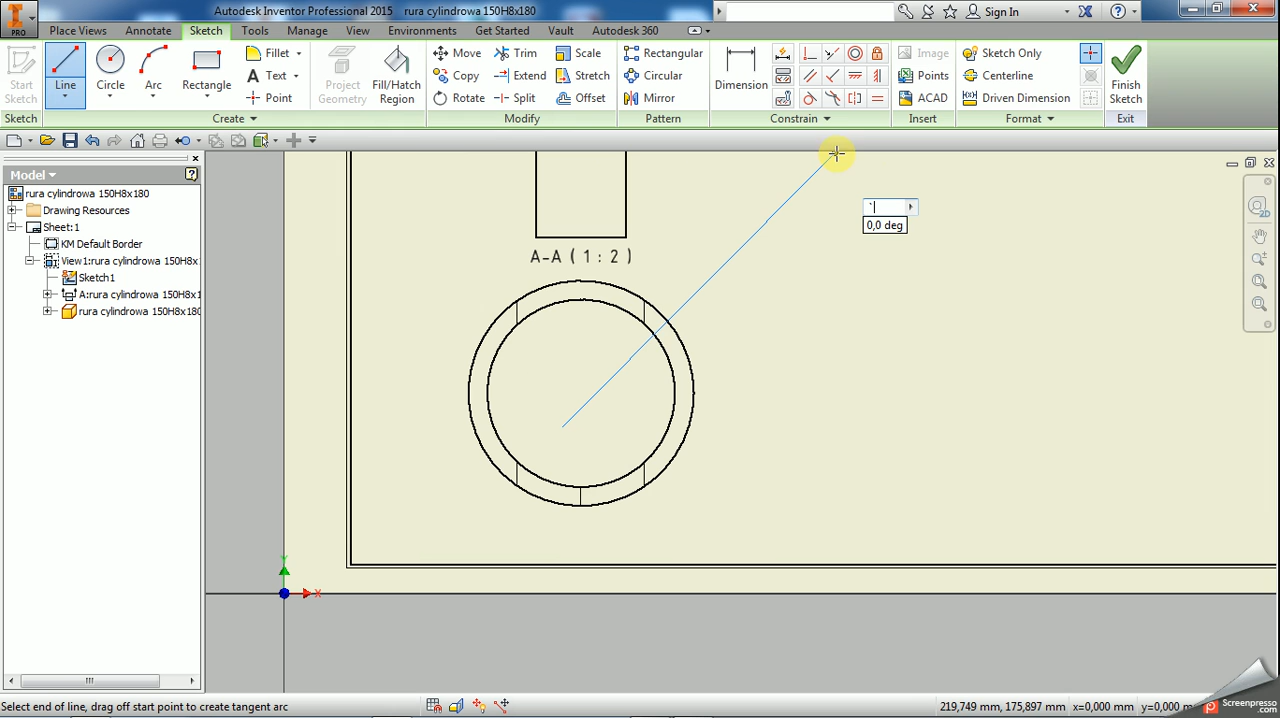 Autodesk Inventor Professional 2015 rura cylindrowa 150H8x180
Sign In
PRO
Place Views Annotate Sketch Tools Manage View Environments Get Started Vault Autodesk 360
Start Sketch
Line
Circle
Arc
Rectangle
Fillet
Text
Point
Project Geometry
Fill/Hatch Region
Move Trim Scale
Copy Extend Stretch
Rotate Split Offset
Rectangular
Circular
Mirror
Dimension
Image
Points
ACAD
Sketch Only
Centerline
Driven Dimension
Finish Sketch
Sketch Create Modify Pattern Constrain Insert Format Exit
Model
rura cylindrowa 150H8x180
Drawing Resources
Sheet:1
KM Default Border
View1:rura cylindrowa 150H8x
Sketch1
A:rura cylindrowa 150H8x1
rura cylindrowa 150H8x180
`
0,0 deg
A-A ( 1 : 2 )
Y
X
Select end of line, drag off start point to create tangent arc
219,749 mm, 175,897 mm x=0,000 mm y=0,000 m
Screenpresso
.com